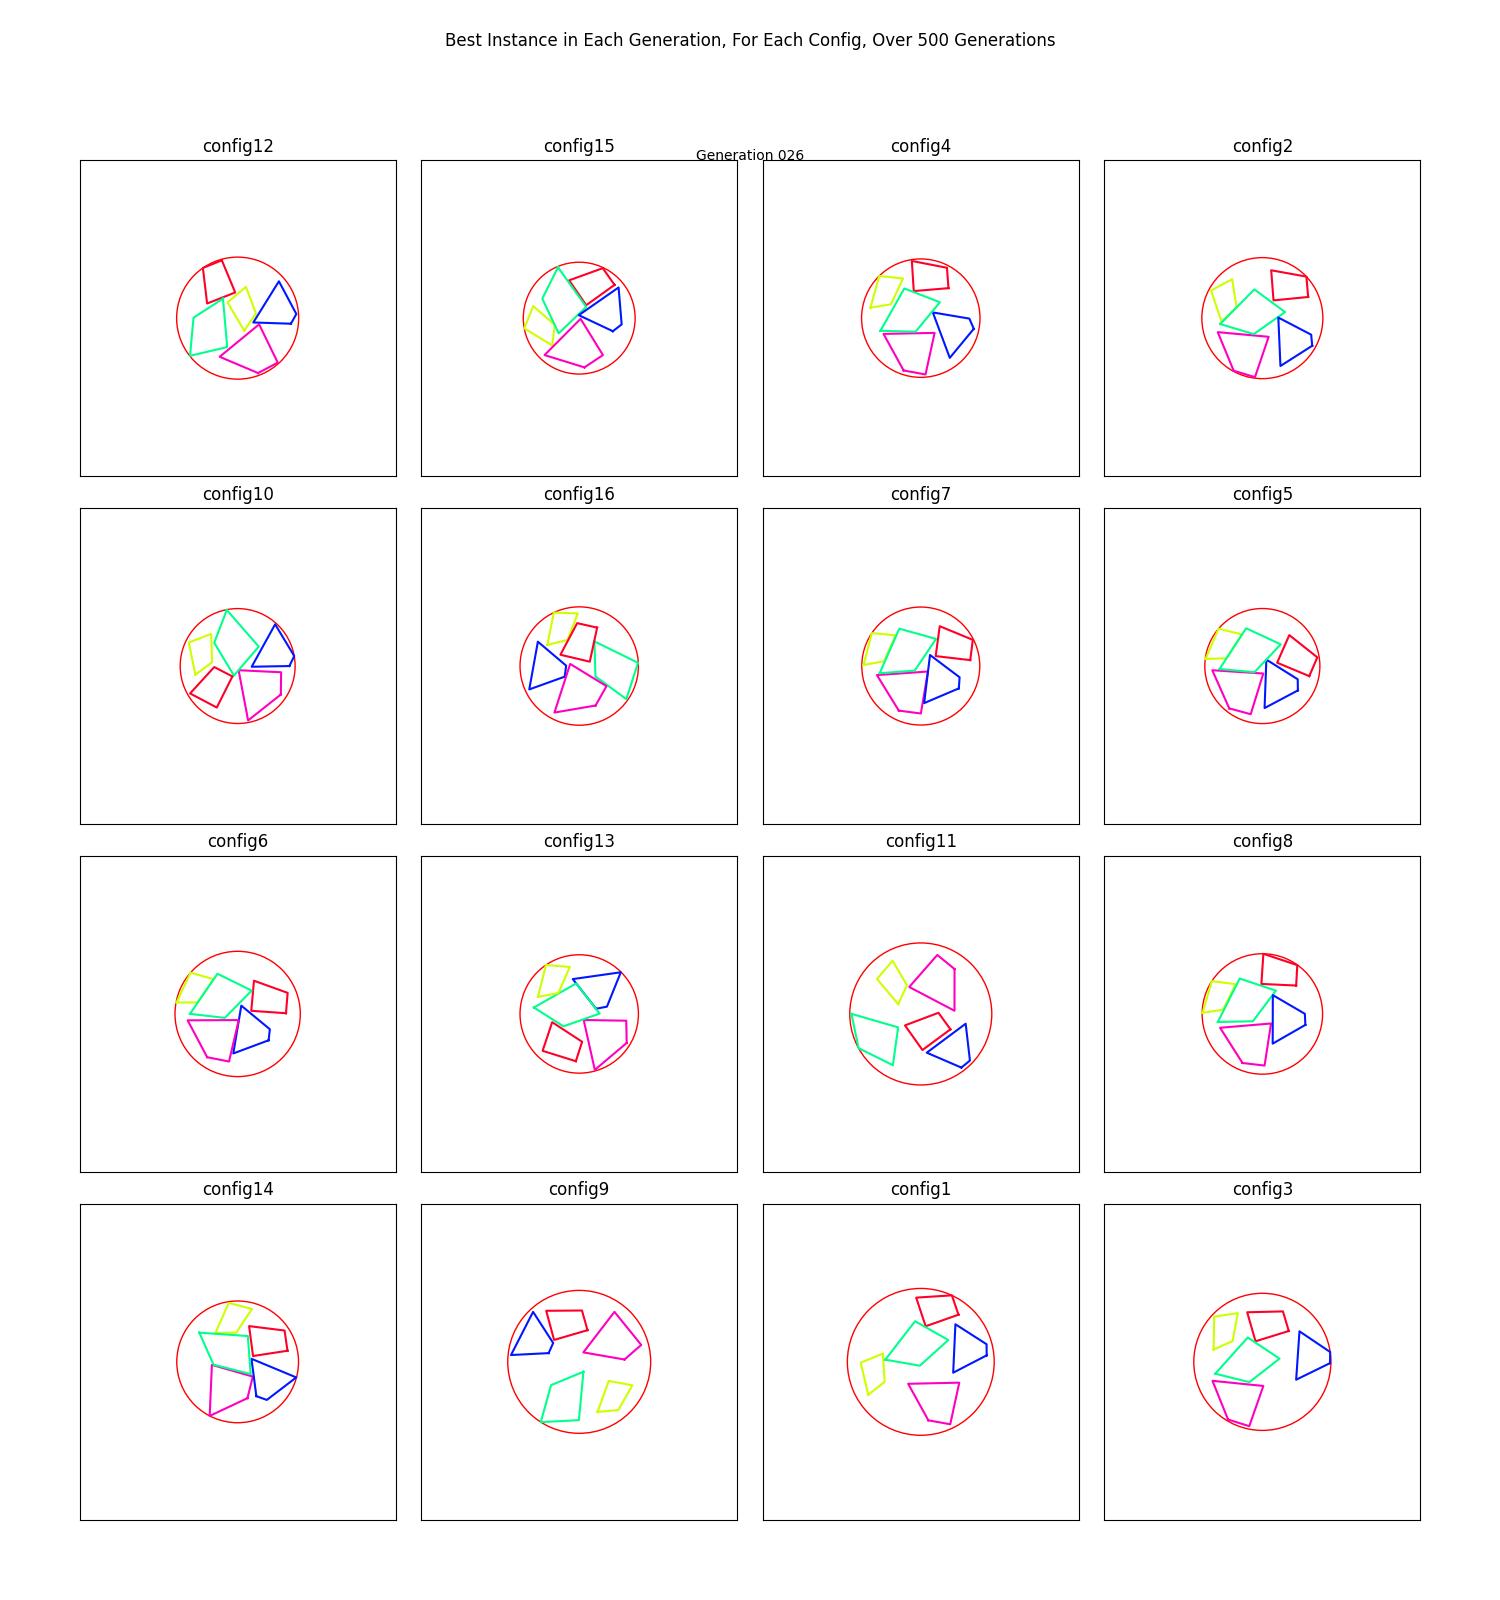 Best Instance in Each Generation, For Each Config, Over 500 Generations
Generation 026
config12
config15
config4
config2
config10
config16
config7
config5
config6
config13
config11
config8
config14
config9
config1
config3